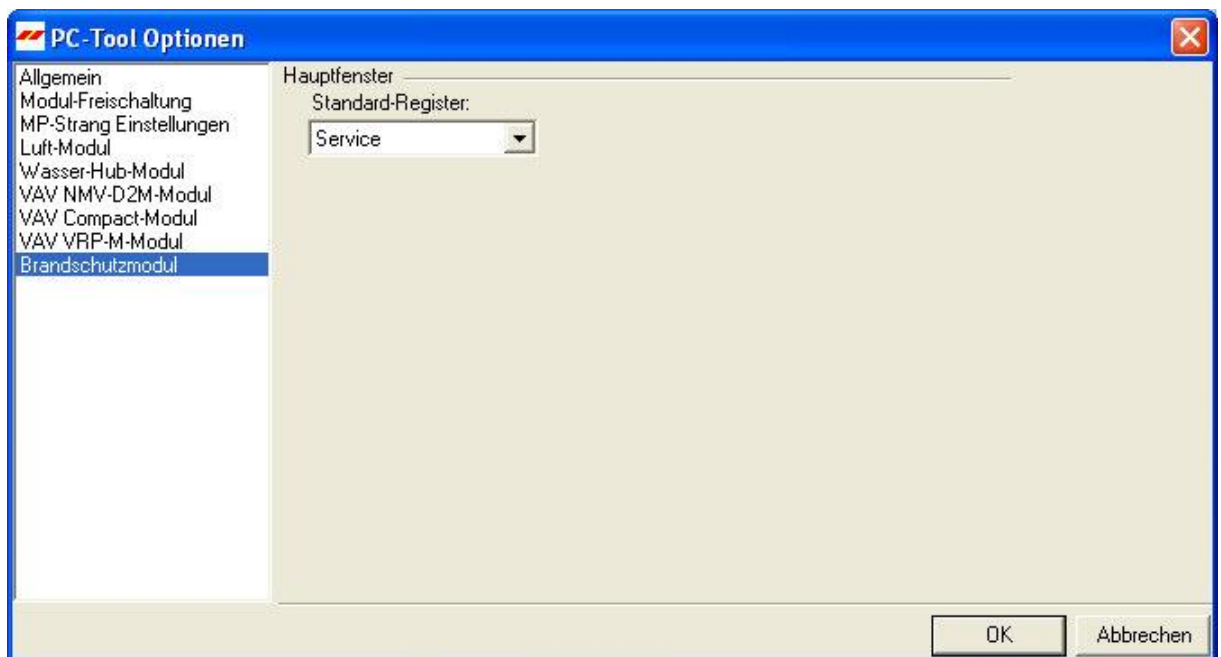 PC-Tool Optionen
Allgemein
Modul-Freischaltung
MP-Strang Einstellungen
Luft-Modul
Wasser-Hub-Modul
VAV NMV-D2M-Modul
VAV Compact-Modul
VAV VRP-M-Modul
Brandschutzmodul
Hauptfenster
Standard-Register:
Service
OK
Abbrechen